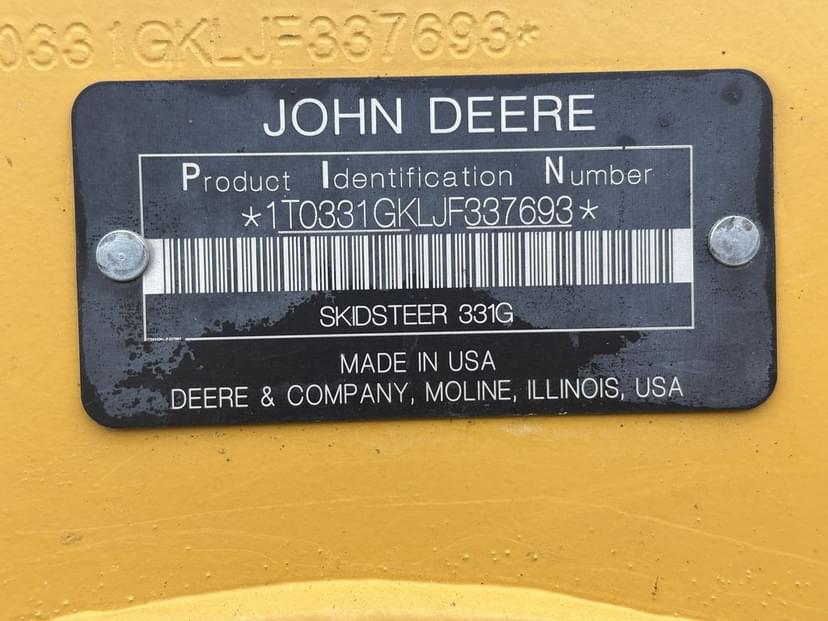 0331GKLJF337693*
JOHN DEERE
Product Identification Number
*1T0331GKLJF337693*
SKIDSTEER 331G
MADE IN USA
DEERE & COMPANY, MOLINE, ILLINOIS, USA